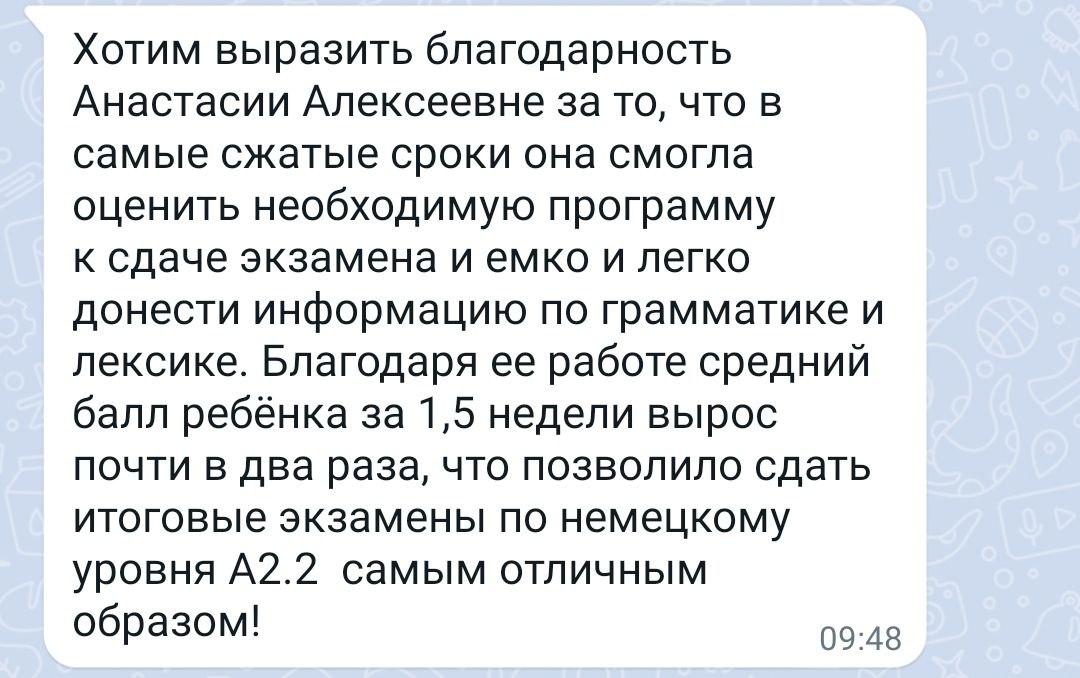 Хотим выразить благодарность
Анастасии Алексеевне за то, что в
самые сжатые сроки она смогла
оценить необходимую программу
к сдаче экзамена и емко и легко
донести информацию по грамматике и
лексике. Благодаря ее работе средний
балл ребёнка за 1,5 недели вырос
почти в два раза, что позволило сдать
итоговые экзамены по немецкому
уровня А2.2  самым отличным
образом!
09:48